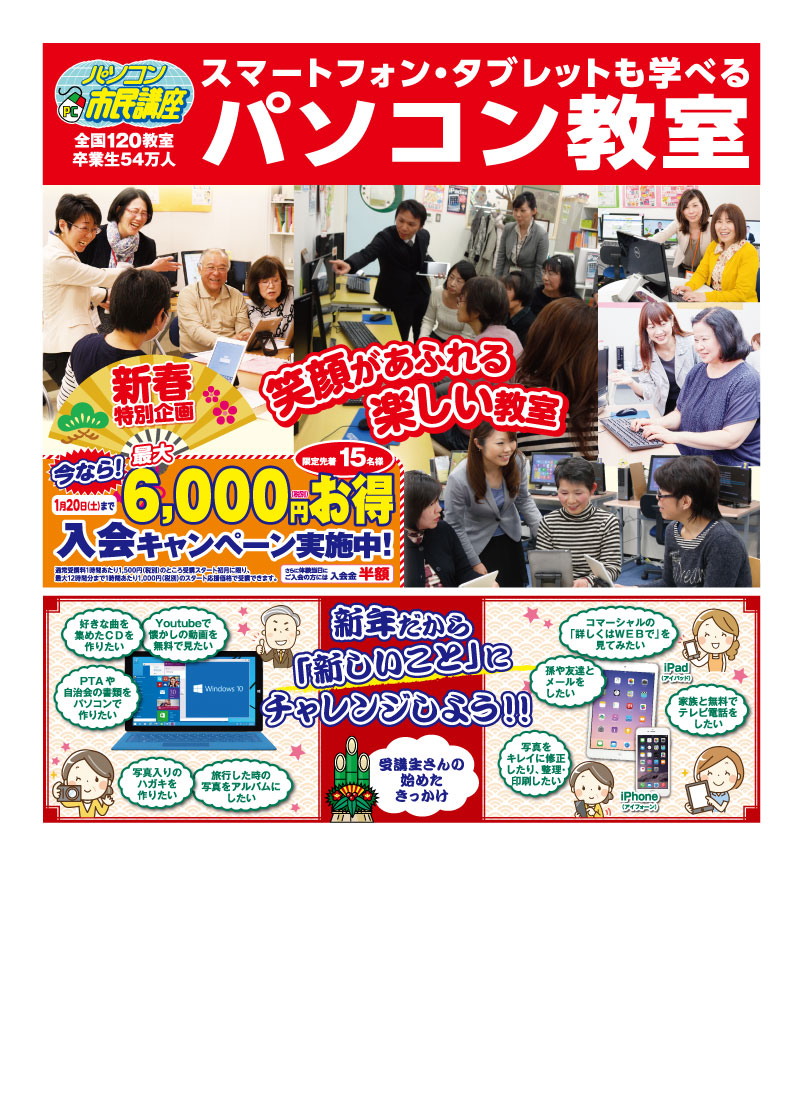 パソコン
市民講座
PC
全国120教室
卒業生54万人
スマートフォン・タブレットも学べる
パソコン教室
笑顔があふれる
楽しい教室
新春
特別企画
今なら!
1月20日(土)まで
最大
限定先着15名様
6,000円(税別)お得
入会キャンペーン実施中!
通常受講料1時間あたり1,500円(税別)のところ受講スタート初月に限り、
最大12時間分まで1時間あたり1,000円(税別)のスタート応援価格で受講できます。
さらに体験当日に
ご入会の方には 入会金 半額
新年だから
「新しいこと」に
チャレンジしよう!!
好きな曲を
集めたCDを
作りたい
Youtubeで
懐かしの動画を
無料で見たい
PTAや
自治会の書類を
パソコンで
作りたい
Windows 10
写真入りの
ハガキを
作りたい
旅行した時の
写真をアルバムに
したい
受講生さんの
始めた
きっかけ
コマーシャルの
「詳しくはWEBで」を
見てみたい
孫や友達と
メールを
したい
iPad
(アイパッド)
家族と無料で
テレビ電話を
したい
写真を
キレイに修正
したり、整理・
印刷したい
iPhone
(アイフォーン)